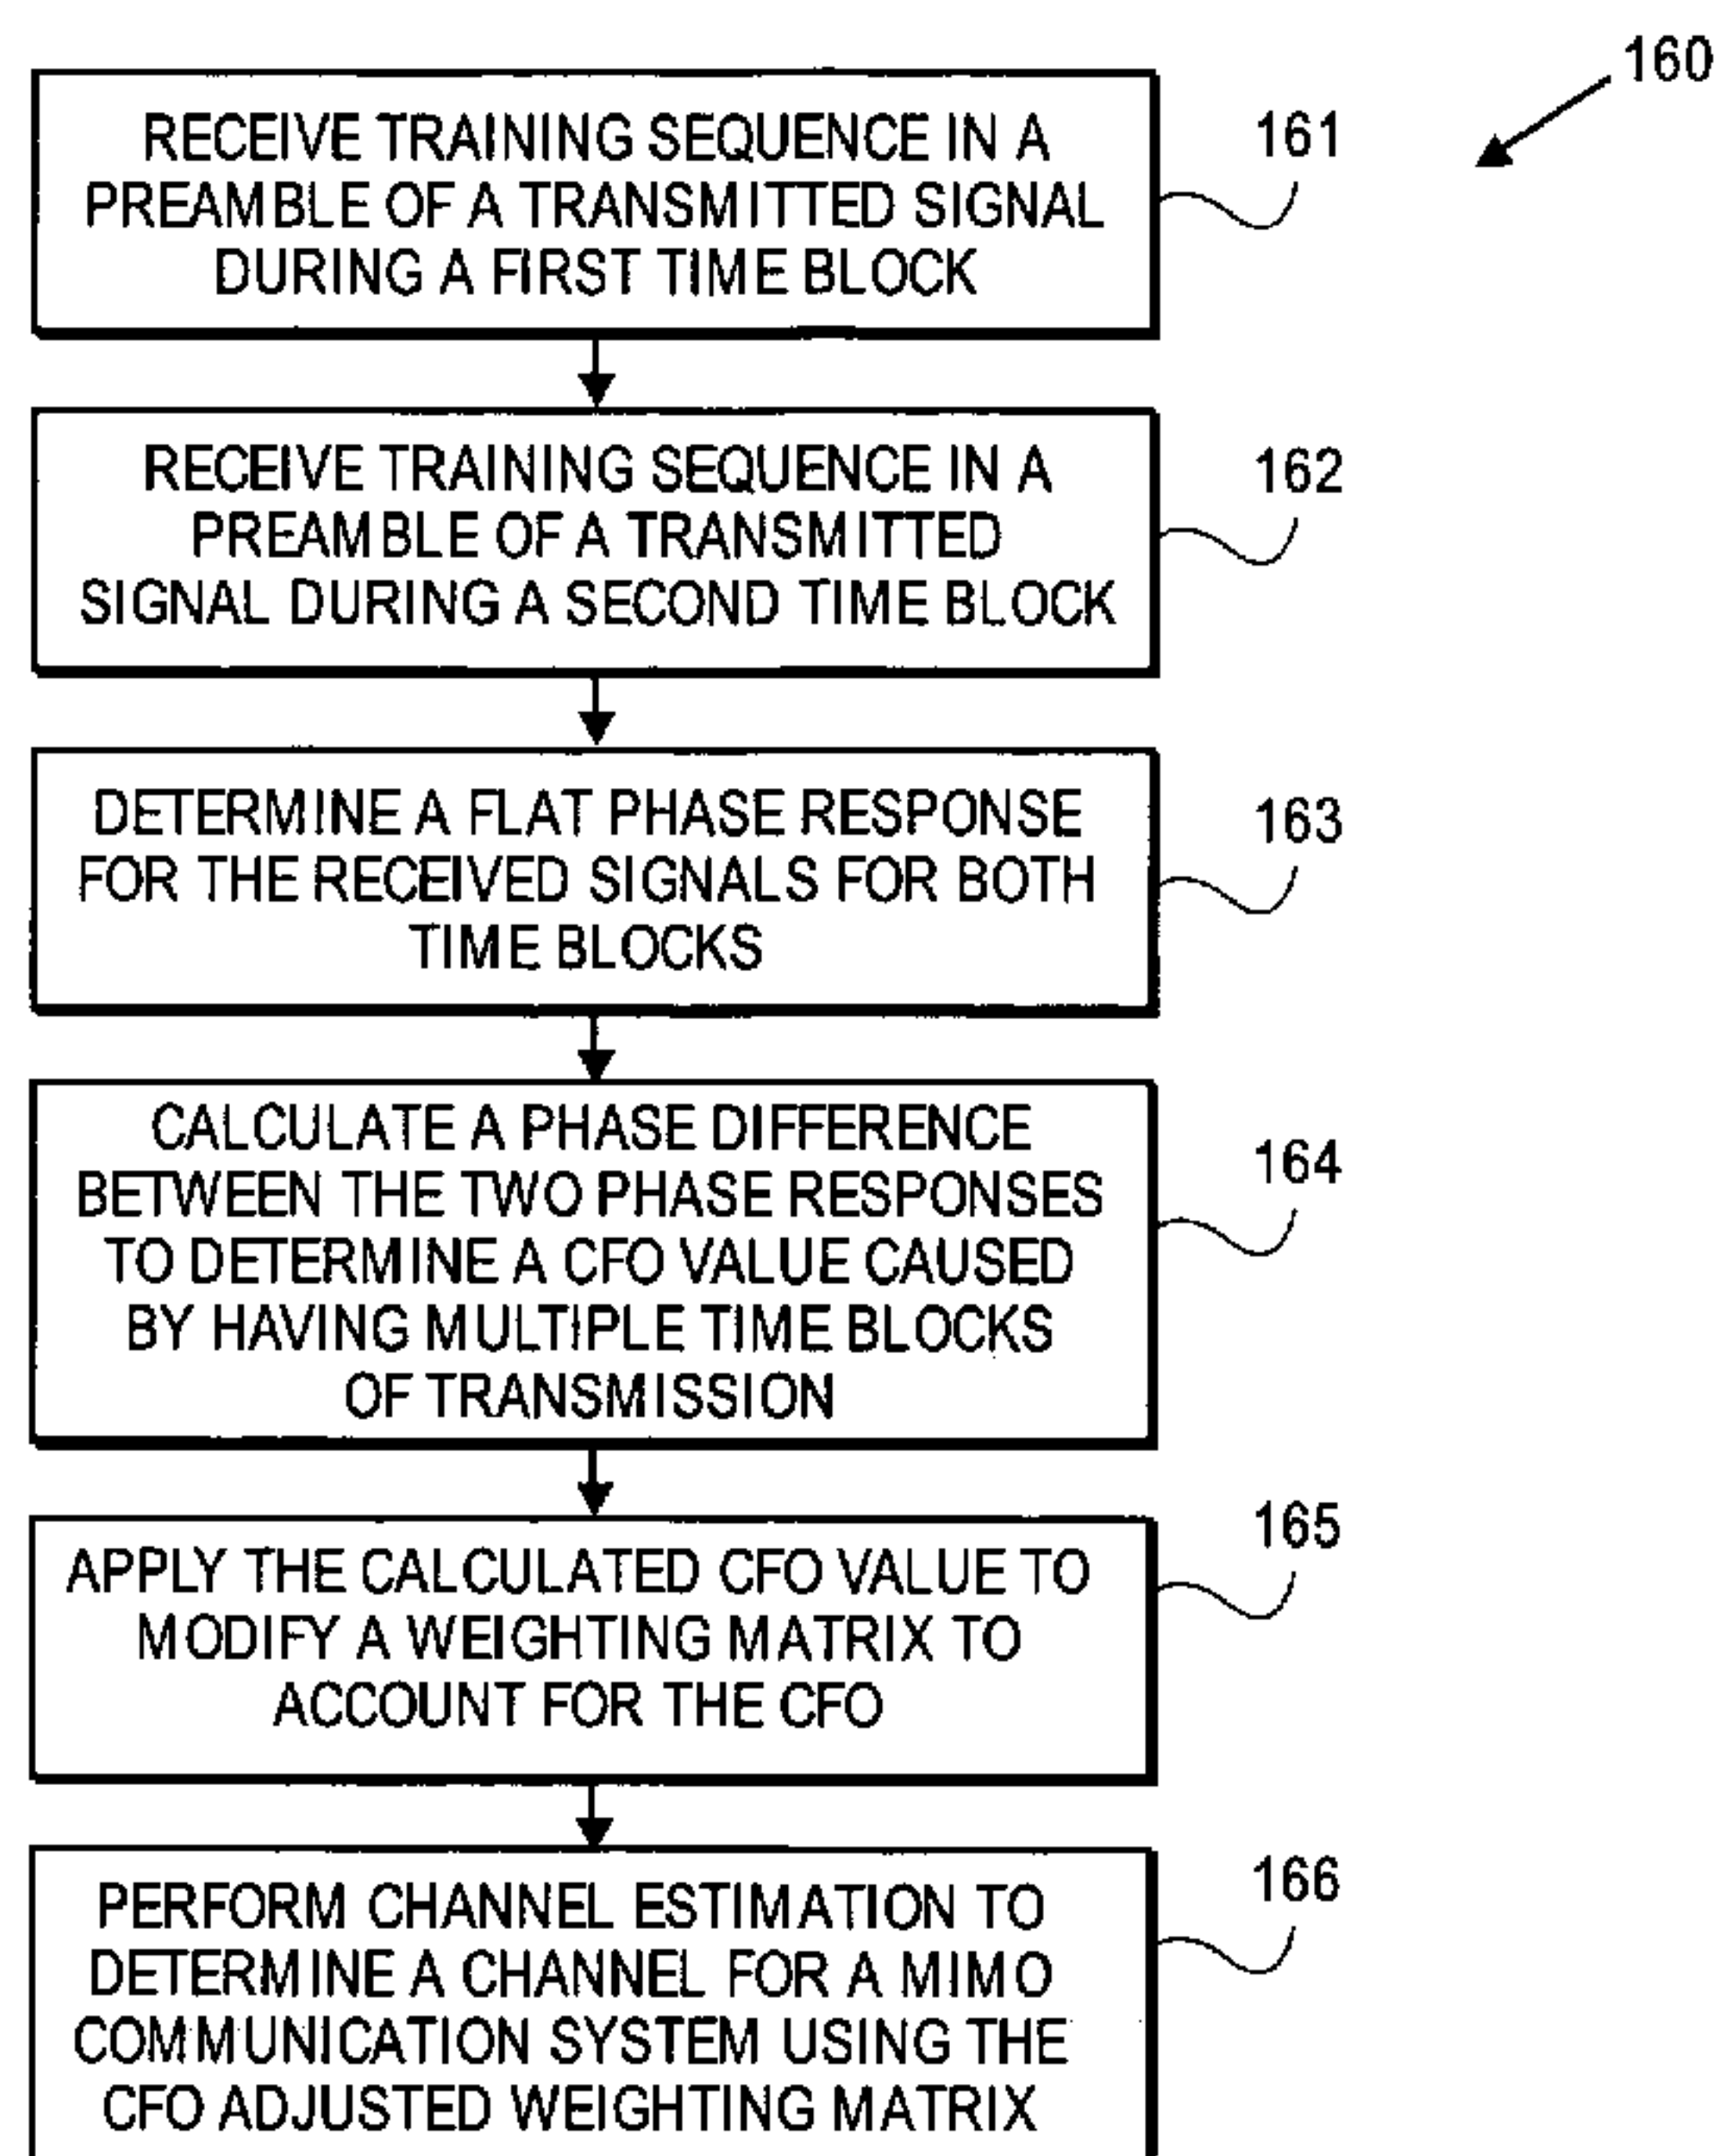 160
RECEIVE TRAINING SEQUENCE IN A
PREAMBLE OF A TRANSMITTED SIGNAL
DURING A FIRST TIME BLOCK
161
RECEIVE TRAINING SEQUENCE IN A
PREAMBLE OF A TRANSMITTED
SIGNAL DURING A SECOND TIME BLOCK
162
DETERMINE A FLAT PHASE RESPONSE
FOR THE RECEIVED SIGNALS FOR BOTH
TIME BLOCKS
163
CALCULATE A PHASE DIFFERENCE
BETWEEN THE TWO PHASE RESPONSES
TO DETERMINE A CFO VALUE CAUSED
BY HAVING MULTIPLE TIME BLOCKS
OF TRANSMISSION
164
APPLY THE CALCULATED CFO VALUE TO
MODIFY A WEIGHTING MATRIX TO
ACCOUNT FOR THE CFO
165
PERFORM CHANNEL ESTIMATION TO
DETERMINE A CHANNEL FOR A MIMO
COMMUNICATION SYSTEM USING THE
CFO ADJUSTED WEIGHTING MATRIX
166